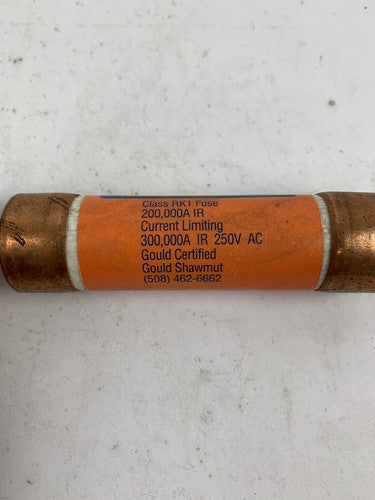 Class RK1 Fuse
200,000A IR
Current Limiting
300,000A IR 250V AC
Gould Certified
Gould Shawmut
(508) 462-6662